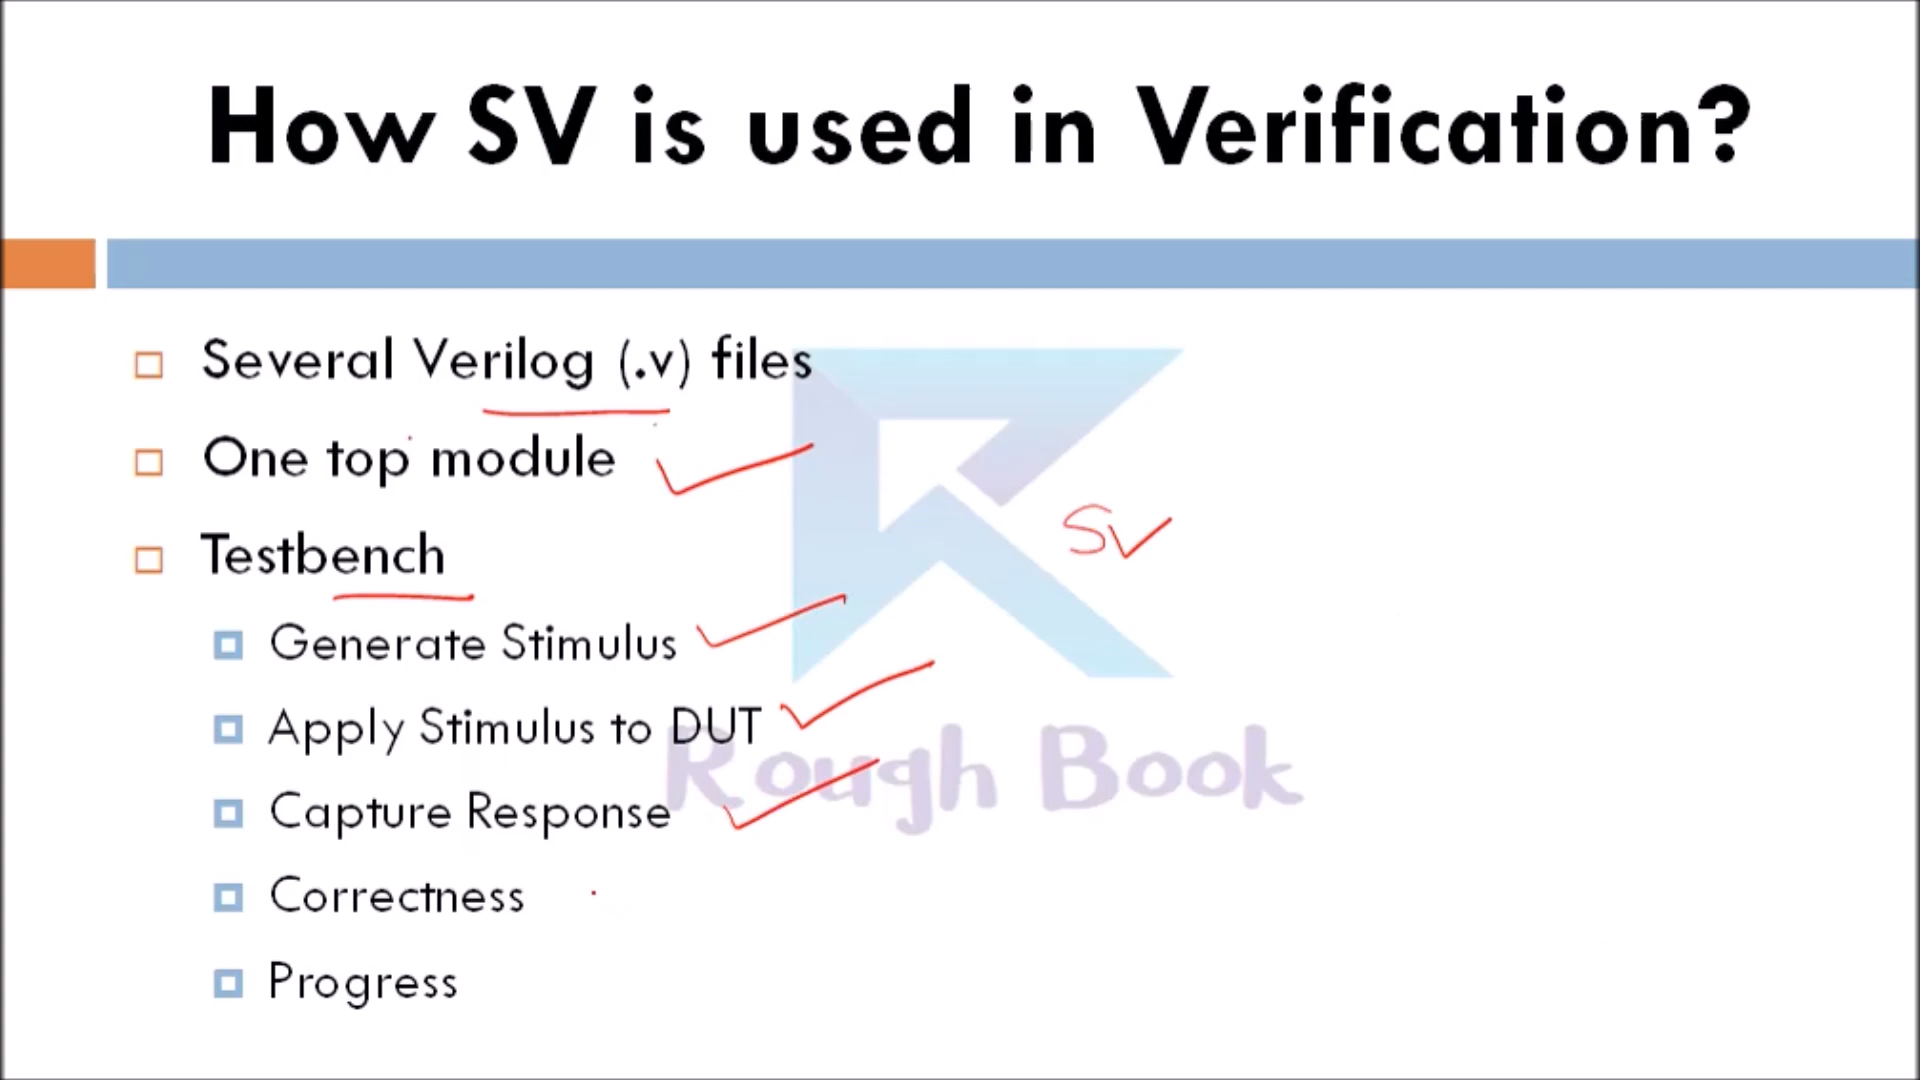 How SV is used in Verification?
Several Verilog (.v) files
One top module
SV
Testbench
Generate Stimulus
Apply Stimulus to DUT
Rough Book
Capture Response
Correctness
Progress